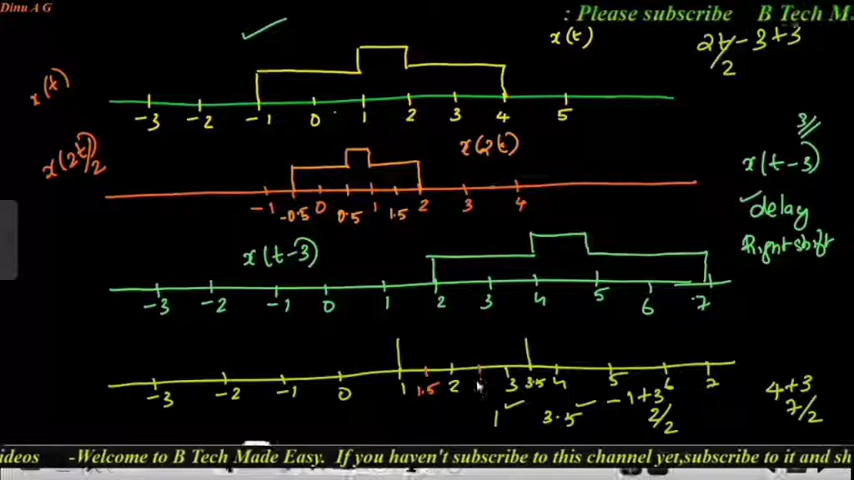 Dinu A G
: Please subscribe    B Tech M
x(t)
2t/2 - 3 + 3
x(t)
-3 -2 -1 0 1 2 3 4 5
3//
x(2t)/2
x(2t)
x(t-3)
-1 -0.5 0 0.5 1 1.5 2 3 4
delay
Right shift
x(t-3)
-3 -2 -1 0 1 2 3 4 5 6 7
-3 -2 -1 0 1 1.5 2 3 3.5 4 5 6 7
1 3.5 -1+3
2/2
4+3
7/2
ideos    -Welcome to B Tech Made Easy.  If you haven't subscribe to this channel yet,subscribe to it and sh